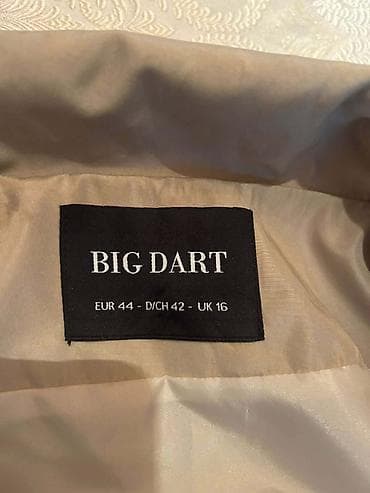 BIG DART
EUR 44 - D/CH 42 - UK 16